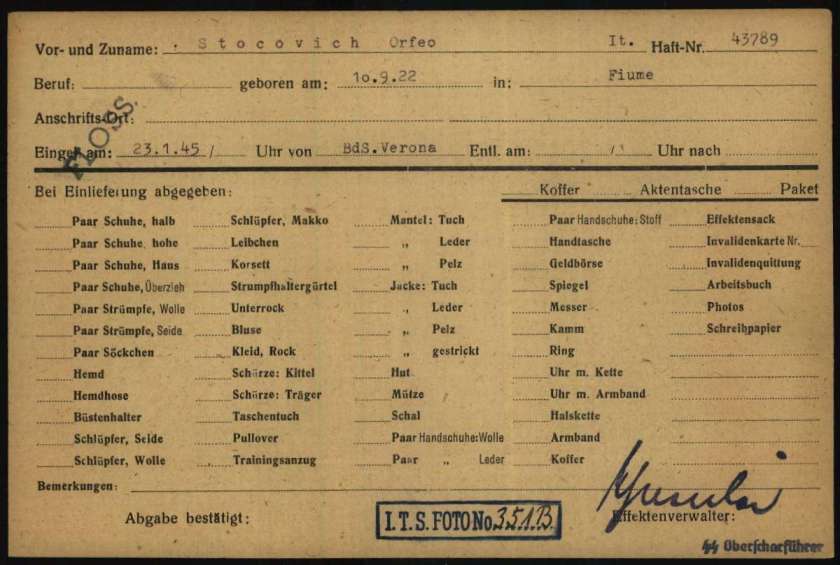 Vor- und Zuname: Stocovich Orfeo It. Haft-Nr. 43789
Beruf: geboren am: 10.9.22 in: Fiume
Anschrifts-Ort:
FLOSS.
Einget am: 23.1.45 / Uhr von BdS.Verona Entl. am: / Uhr nach
Bei Einlieferung abgegeben: Koffer Aktentasche Paket
Paar Schuhe, halb Schlüpfer, Makko Mantel: Tuch Paar Handschuhe: Stoff Effektensack
Paar Schuhe, hohe Leibchen „ Leder Handtasche Invalidenkarte Nr.
Paar Schuhe, Haus Korsett „ Pelz Geldbörse Invalidenquittung
Paar Schuhe, Überzieh Strumpfhaltergürtel Jacke: Tuch Spiegel Arbeitsbuch
Paar Strümpfe, Wolle Unterrock „ Leder Messer Photos
Paar Strümpfe, Seide Bluse „ Pelz Kamm Schreibpapier
Paar Söckchen Kleid, Rock „ gestrickt Ring
Hemd Schürze: Kittel Hut Uhr m. Kette
Hemdhose Schürze: Träger Mütze Uhr m. Armband
Büstenhalter Taschentuch Schal Halskette
Schlüpfer, Seide Pullover Paar Handschuhe: Wolle Armband
Schlüpfer, Wolle Trainingsanzug Paar „ Leder Koffer
Bemerkungen:
Abgabe bestätigt: I.T.S. FOTO No 351B. Effektenverwalter:
SS Oberscharführer